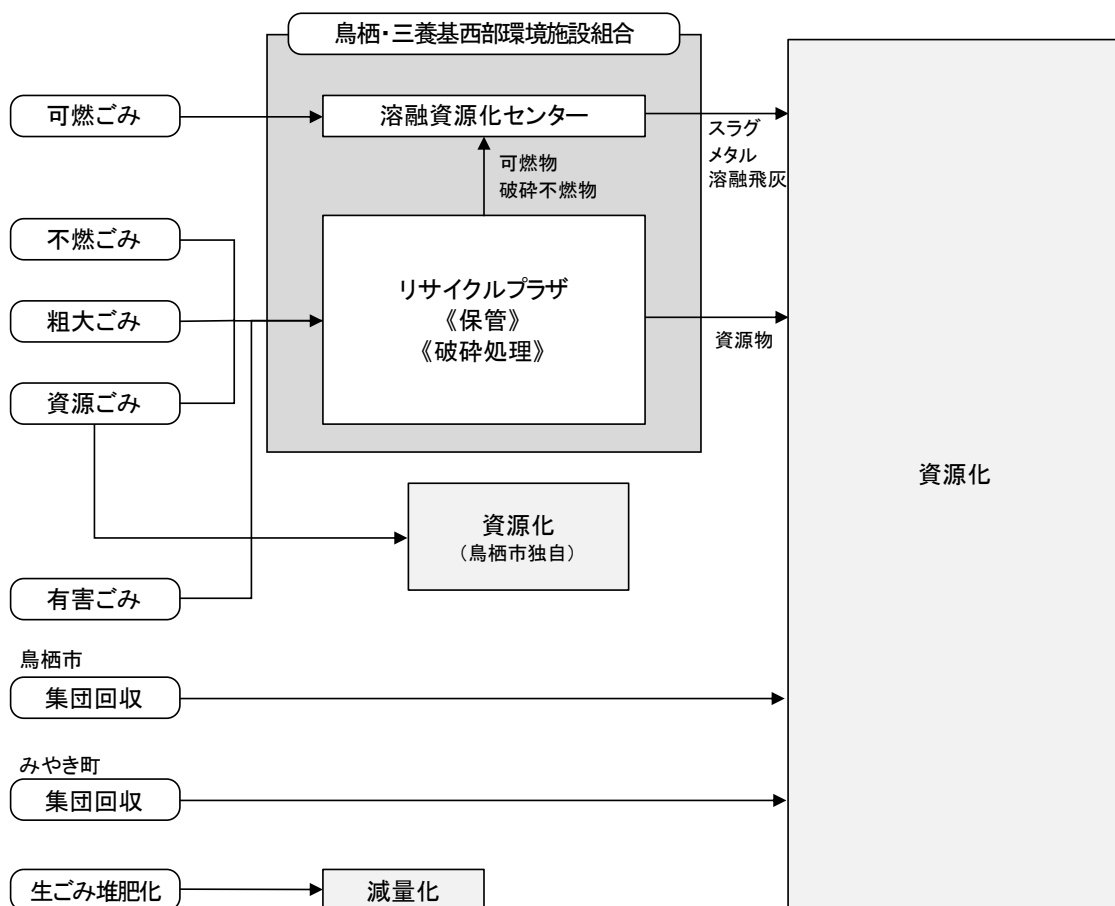 鳥栖・三養基西部環境施設組合
可燃ごみ
溶融資源化センター
スラグ
メタル
溶融飛灰
可燃物
破砕不燃物
不燃ごみ
粗大ごみ
資源ごみ
リサイクルプラザ
《保管》
《破砕処理》
資源物
資源化
資源化
（鳥栖市独自）
有害ごみ
鳥栖市
集団回収
みやき町
集団回収
生ごみ堆肥化
減量化